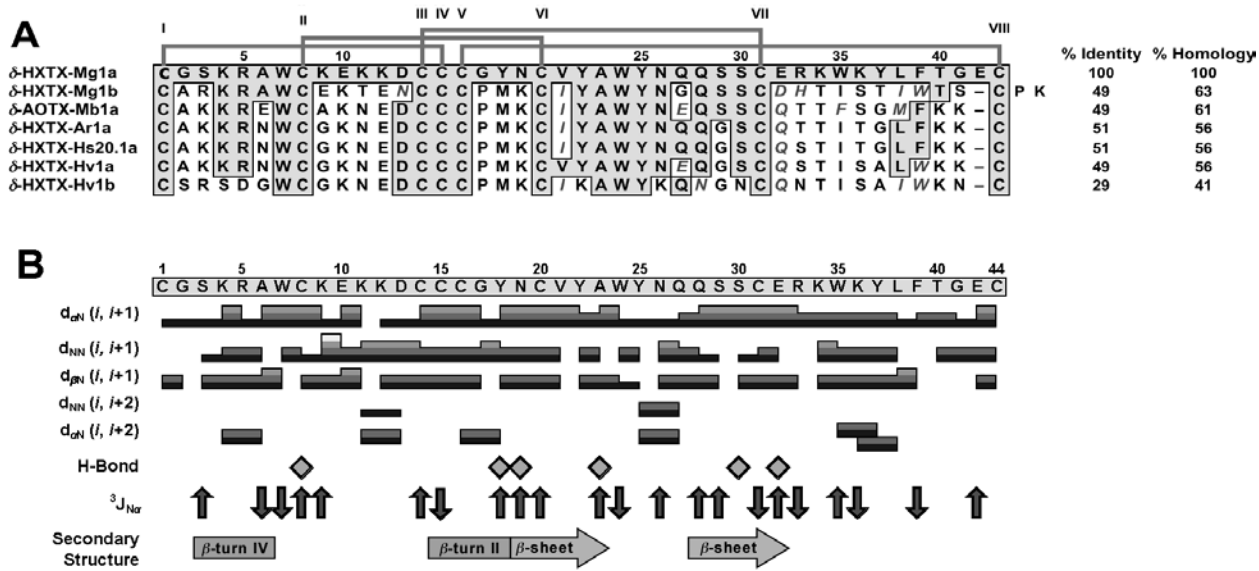 A
I II III IV V VI VII VIII
5 10 25 30 35 40
% Identity % Homology
δ-HXTX-Mg1a C G S K R A W C K E K K D C C C G Y N C V Y A W Y N Q Q S S C E R K W K Y L F T G E C 100 100
δ-HXTX-Mg1b C A R K R A W C E K T E N C C C P M K C I Y A W Y N G Q S S C D H T I S T I W T S – C P K 49 63
δ-AOTX-Mb1a C A K K R E W C A K N E D C C C P M K C I Y A W Y N E Q S S C Q T T F S G M F K K – C 49 61
δ-HXTX-Ar1a C A K K R N W C G K N E D C C C P M K C I Y A W Y N Q Q G S C Q T T I T G L F K K – C 51 56
δ-HXTX-Hs20.1a C A K K R N W C G K N E D C C C P M K C I Y A W Y N Q Q G S C Q S T I T G L F K K – C 51 56
δ-HXTX-Hv1a C A K K R N W C G K N E D C C C P M K C V Y A W Y N E Q G S C Q S T I S A L W K K – C 49 56
δ-HXTX-Hv1b C S R S D G W C G K N E D C C C P M K C I K A W Y K Q N G N C Q N T I S A I W K N – C 29 41
B
1 5 10 15 20 25 30 35 40 44
C G S K R A W C K E K K D C C C G Y N C V Y A W Y N Q Q S S C E R K W K Y L F T G E C
dαN (i, i+1)
dNN (i, i+1)
dβN (i, i+1)
dNN (i, i+2)
dαN (i, i+2)
H-Bond
³JNα
Secondary Structure
β-turn IV β-turn II β-sheet β-sheet